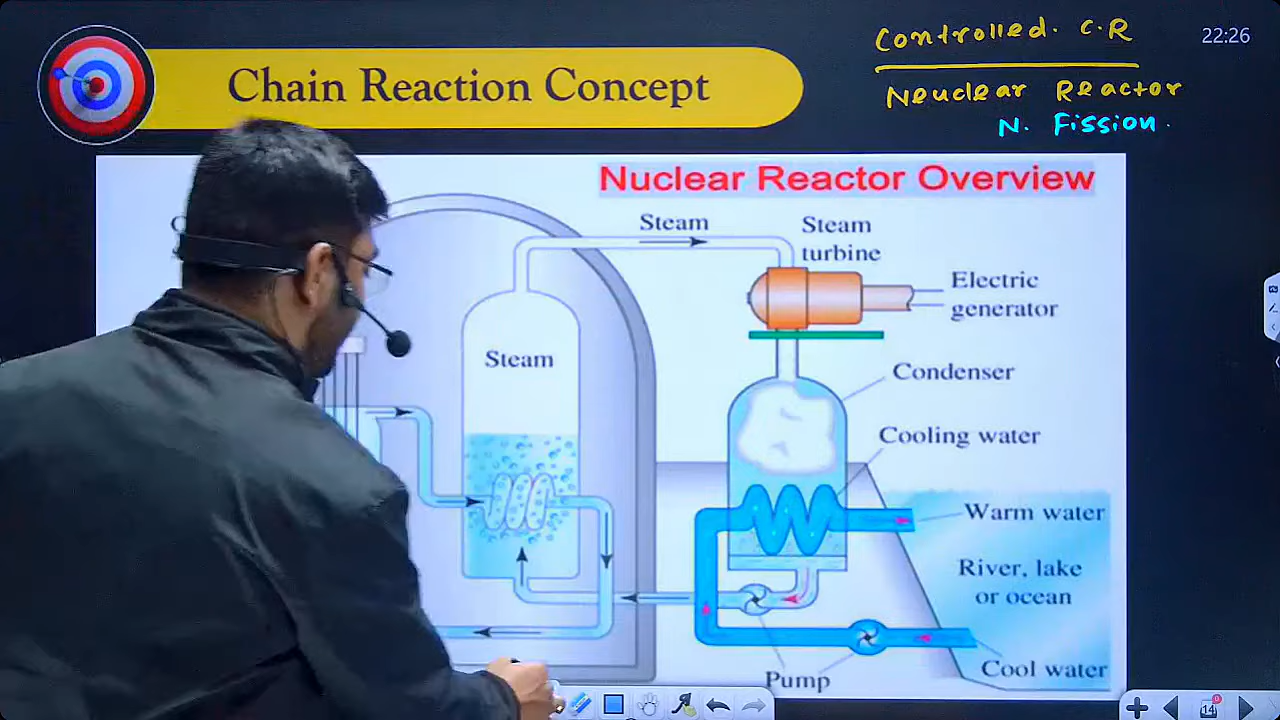 Controlled. C.R
22:26
Chain Reaction Concept
Neuclear Reactor
N. Fission.
Nuclear Reactor Overview
Steam
Steam
turbine
Electric
generator
Steam
Condenser
Cooling water
Warm water
River, lake
or ocean
Cool water
Pump
14